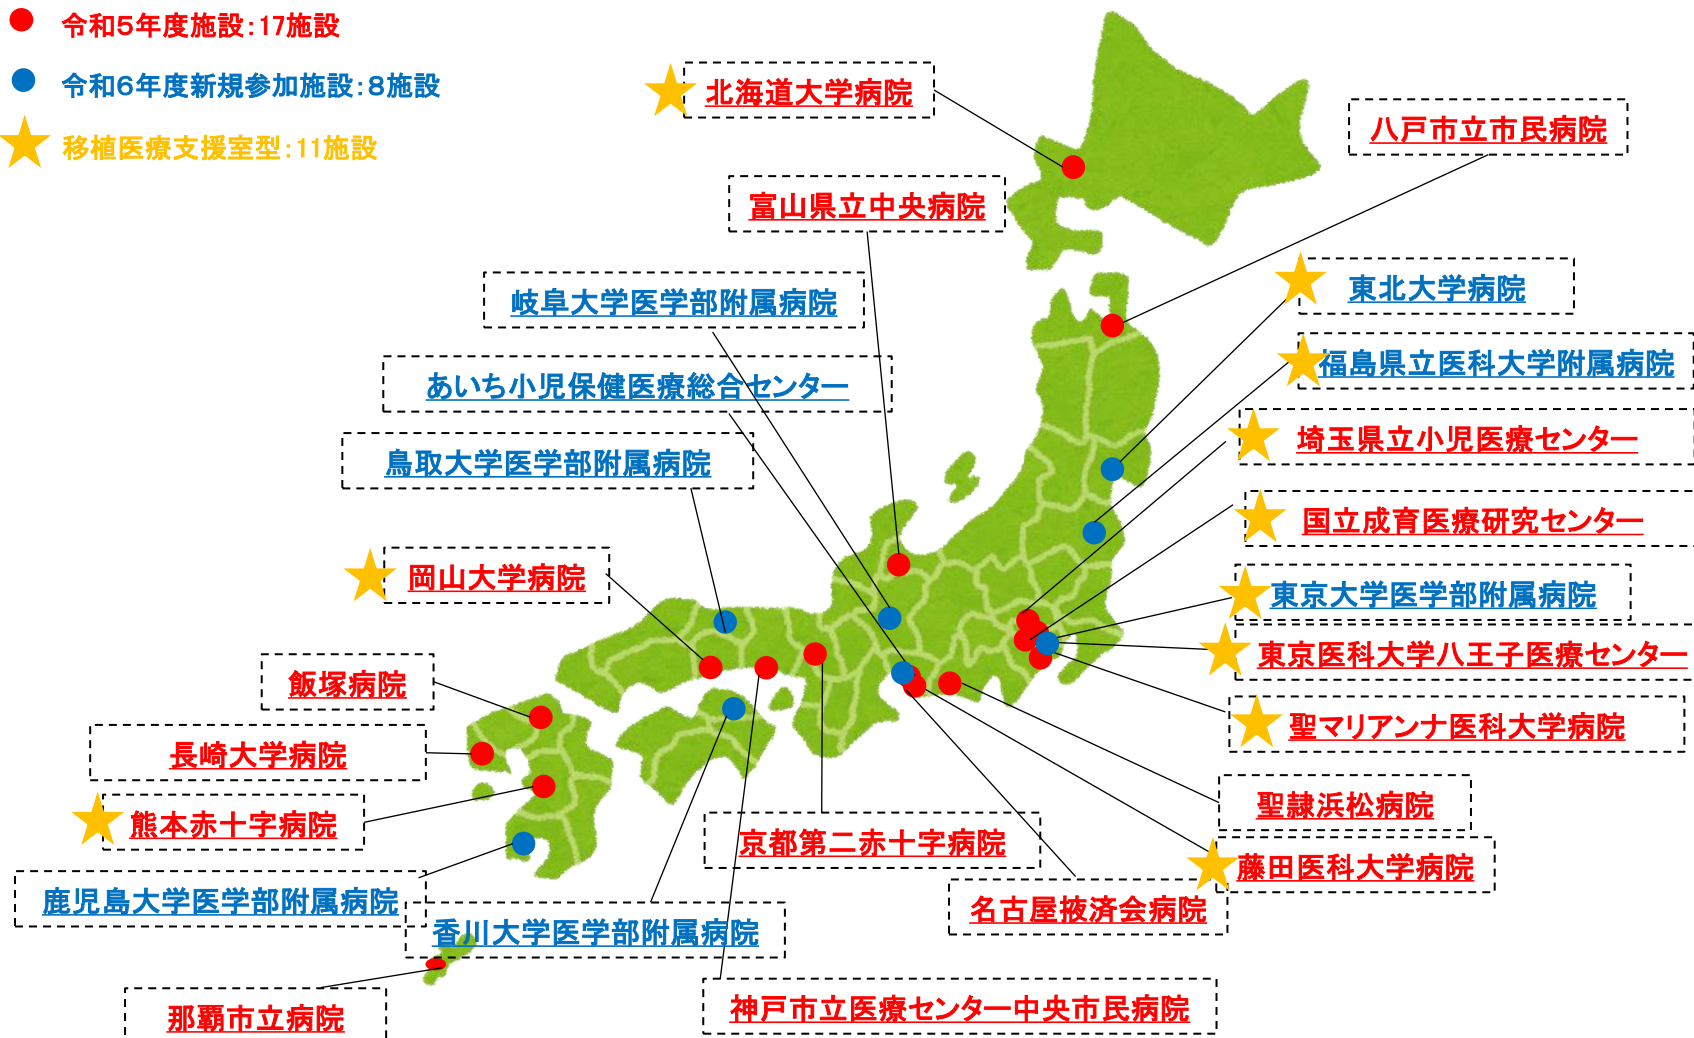 令和5年度施設:17施設
令和6年度新規参加施設:8施設
移植医療支援室型:11施設
北海道大学病院
八戸市立市民病院
富山県立中央病院
東北大学病院
岐阜大学医学部附属病院
福島県立医科大学附属病院
あいち小児保健医療総合センター
埼玉県立小児医療センター
鳥取大学医学部附属病院
国立成育医療研究センター
岡山大学病院
東京大学医学部附属病院
東京医科大学八王子医療センター
飯塚病院
聖マリアンナ医科大学病院
長崎大学病院
聖隷浜松病院
熊本赤十字病院
京都第二赤十字病院
藤田医科大学病院
鹿児島大学医学部附属病院
名古屋掖済会病院
香川大学医学部附属病院
神戸市立医療センター中央市民病院
那覇市立病院